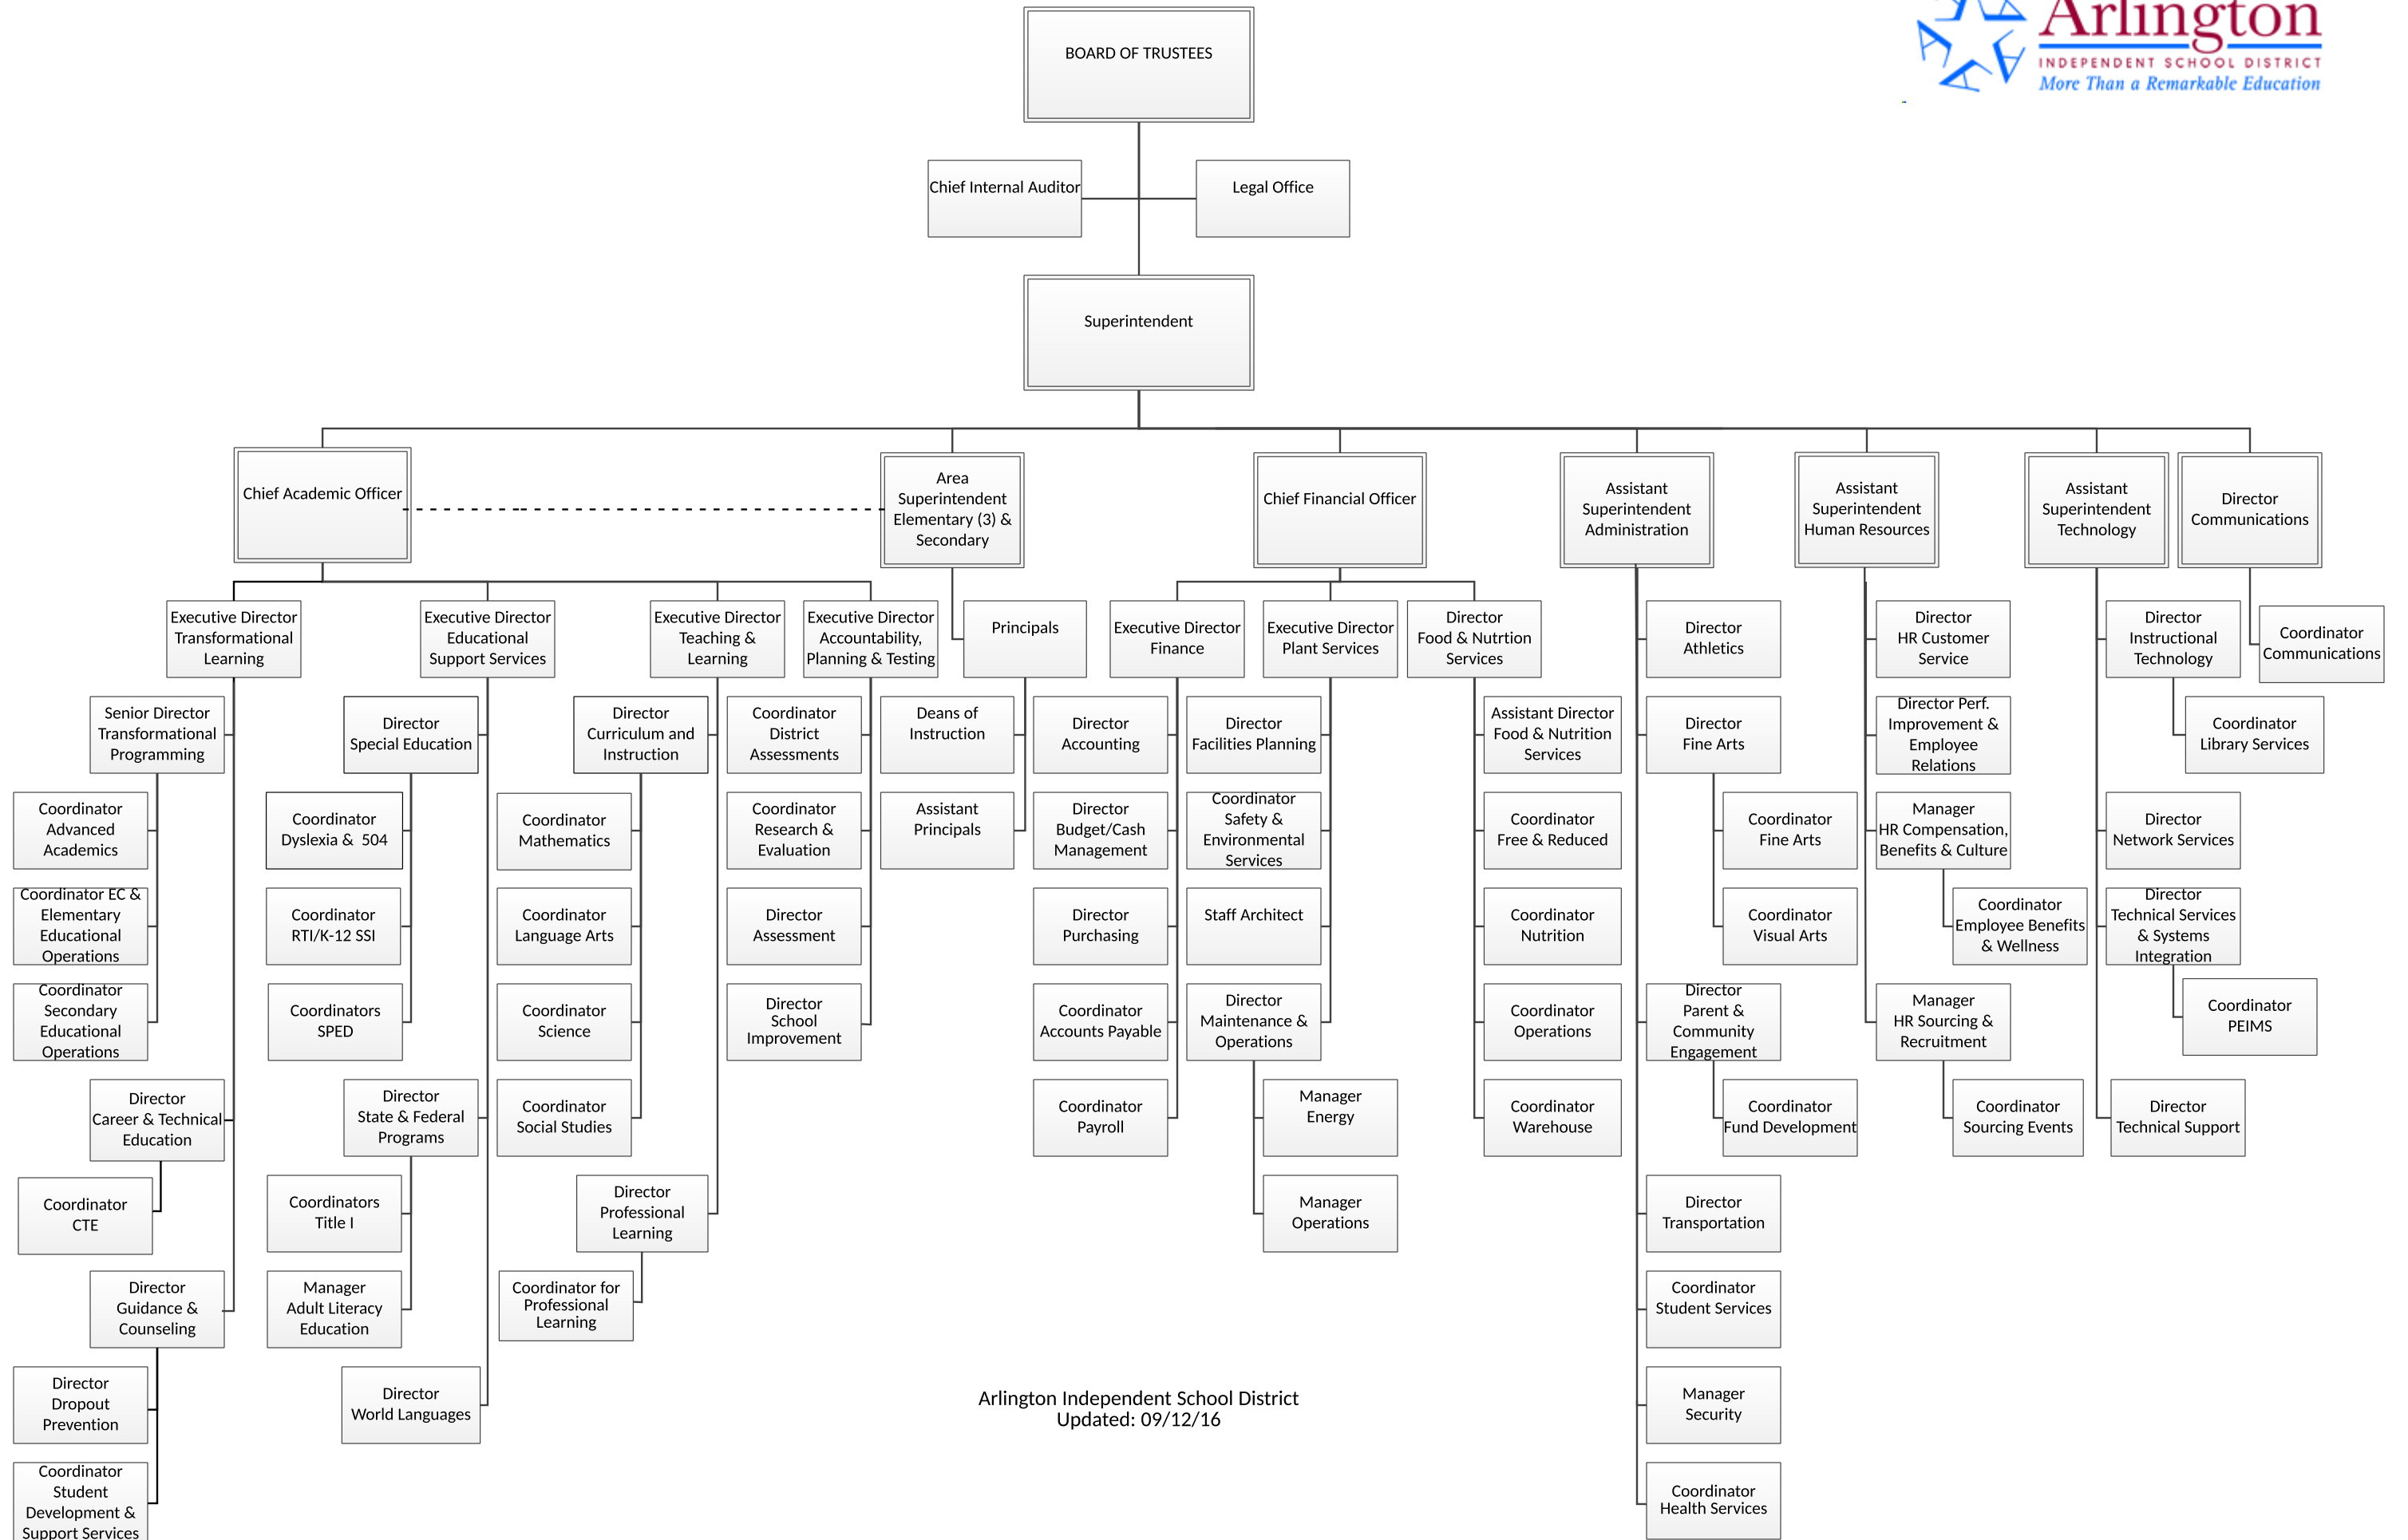 Arlington
INDEPENDENT SCHOOL DISTRICT
More Than a Remarkable Education
BOARD OF TRUSTEES
Chief Internal Auditor
Legal Office
Superintendent
Chief Academic Officer
Area
Superintendent
Elementary (3) &
Secondary
Chief Financial Officer
Assistant
Superintendent
Administration
Assistant
Superintendent
Human Resources
Assistant
Superintendent
Technology
Director
Communications
Executive Director
Transformational
Learning
Executive Director
Educational
Support Services
Executive Director
Teaching &
Learning
Executive Director
Accountability,
Planning & Testing
Principals
Executive Director
Finance
Executive Director
Plant Services
Director
Food & Nutrtion
Services
Director
Athletics
Director
HR Customer
Service
Director
Instructional
Technology
Coordinator
Communications
Senior Director
Transformational
Programming
Director
Special Education
Director
Curriculum and
Instruction
Coordinator
District
Assessments
Deans of
Instruction
Director
Accounting
Director
Facilities Planning
Assistant Director
Food & Nutrition
Services
Director
Fine Arts
Director Perf.
Improvement &
Employee
Relations
Coordinator
Library Services
Coordinator
Advanced
Academics
Coordinator
Dyslexia &  504
Coordinator
Mathematics
Coordinator
Research &
Evaluation
Assistant
Principals
Director
Budget/Cash
Management
Coordinator
Safety &
Environmental
Services
Coordinator
Free & Reduced
Coordinator
Fine Arts
Manager
HR Compensation,
Benefits & Culture
Director
Network Services
Coordinator EC &
Elementary
Educational
Operations
Coordinator
RTI/K-12 SSI
Coordinator
Language Arts
Director
Assessment
Director
Purchasing
Staff Architect
Coordinator
Nutrition
Coordinator
Visual Arts
Coordinator
Employee Benefits
& Wellness
Director
Technical Services
& Systems
Integration
Coordinator
Secondary
Educational
Operations
Coordinators
SPED
Coordinator
Science
Director
School
Improvement
Coordinator
Accounts Payable
Director
Maintenance &
Operations
Coordinator
Operations
Director
Parent &
Community
Engagement
Manager
HR Sourcing &
Recruitment
Coordinator
PEIMS
Director
Career & Technical
Education
Director
State & Federal
Programs
Coordinator
Social Studies
Coordinator
Payroll
Manager
Energy
Coordinator
Warehouse
Coordinator
Fund Development
Coordinator
Sourcing Events
Director
Technical Support
Coordinator
CTE
Coordinators
Title I
Director
Professional
Learning
Manager
Operations
Director
Transportation
Director
Guidance &
Counseling
Manager
Adult Literacy
Education
Coordinator for
Professional
Learning
Coordinator
Student Services
Director
Dropout
Prevention
Director
World Languages
Arlington Independent School District
Updated: 09/12/16
Manager
Security
Coordinator
Student
Development &
Support Services
Coordinator
Health Services